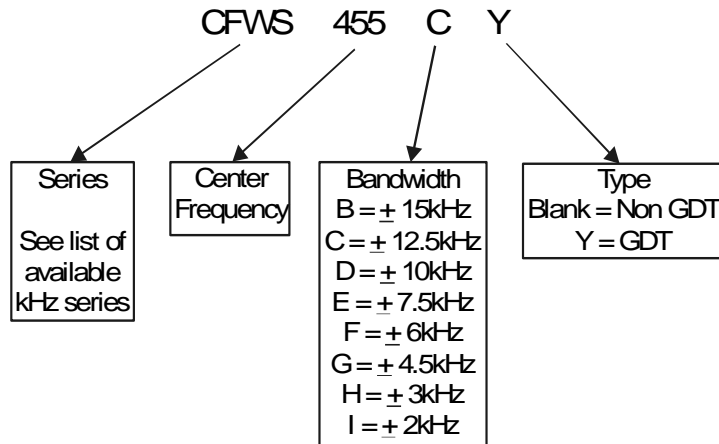 CFWS 455 C Y
Series
See list of
available
kHz series
Center
Frequency
Bandwidth
B = ± 15kHz
C = ± 12.5kHz
D = ± 10kHz
E = ± 7.5kHz
F = ± 6kHz
G = ± 4.5kHz
H = ± 3kHz
I = ± 2kHz
Type
Blank = Non GDT
Y = GDT